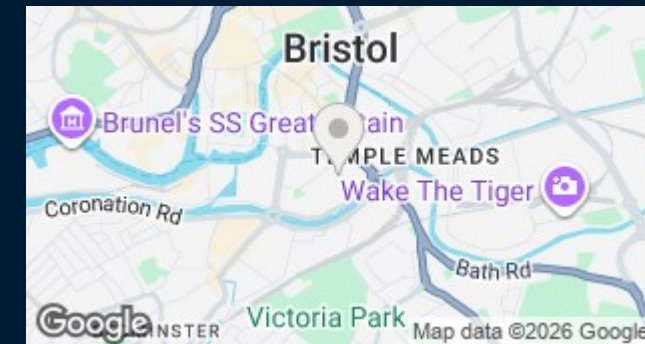 Bristol
Brunel's SS Great
TEMPLE MEADS
Wake The Tiger
Coronation Rd
Bath Rd
Victoria Park
Google
Map data ©2026 Google